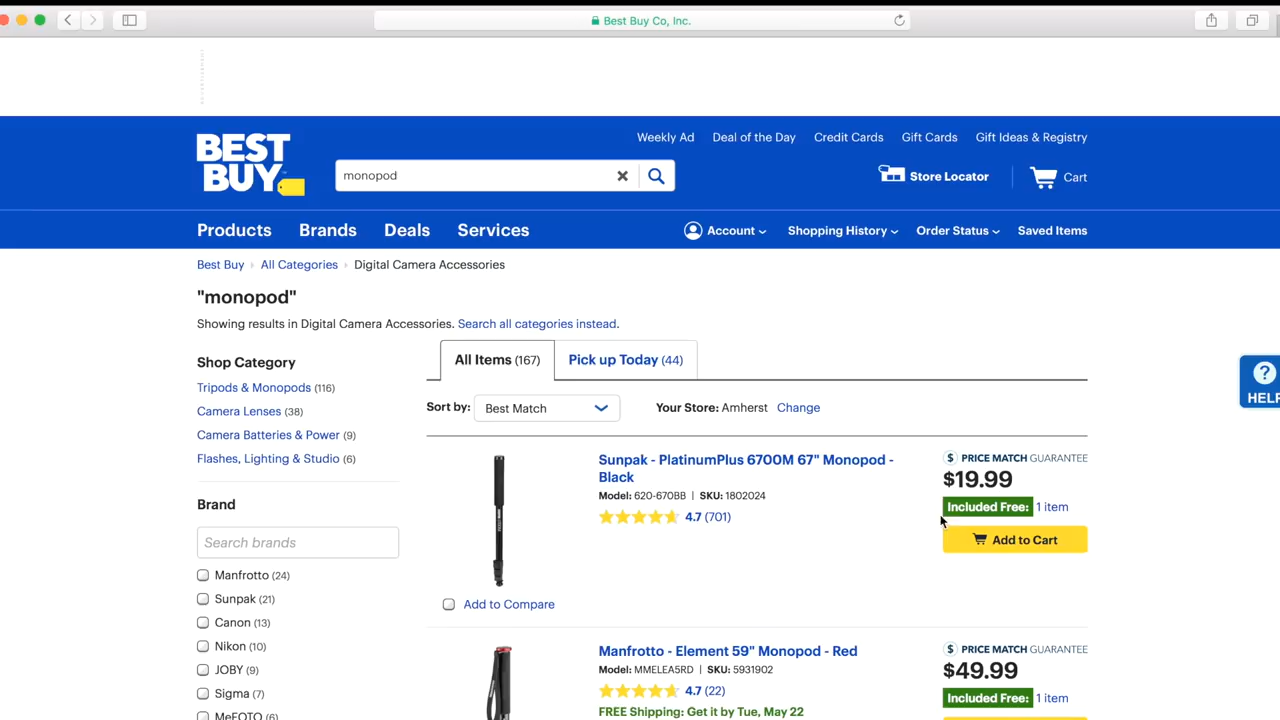 Best Buy Co, Inc.
Weekly Ad Deal of the Day Credit Cards Gift Cards Gift Ideas & Registry
BEST
BUY
monopod
Store Locator
Cart
Products Brands Deals Services
Account Shopping History Order Status Saved Items
Best Buy › All Categories › Digital Camera Accessories
"monopod"
Showing results in Digital Camera Accessories. Search all categories instead.
Shop Category
Tripods & Monopods (116)
Camera Lenses (38)
Camera Batteries & Power (9)
Flashes, Lighting & Studio (6)
Brand
Search brands
Manfrotto (24)
Sunpak (21)
Canon (13)
Nikon (10)
JOBY (9)
Sigma (7)
MeFOTO (6)
All Items (167) Pick up Today (44)
Sort by: Best Match Your Store: Amherst Change
Sunpak - PlatinumPlus 6700M 67" Monopod -
Black
Model: 620-670BB | SKU: 1802024
4.7 (701)
Add to Compare
$ PRICE MATCH GUARANTEE
$19.99
Included Free: 1 item
Add to Cart
Manfrotto - Element 59" Monopod - Red
Model: MMELEA5RD | SKU: 5931902
4.7 (22)
FREE Shipping: Get it by Tue, May 22
$ PRICE MATCH GUARANTEE
$49.99
Included Free: 1 item
?
HELP